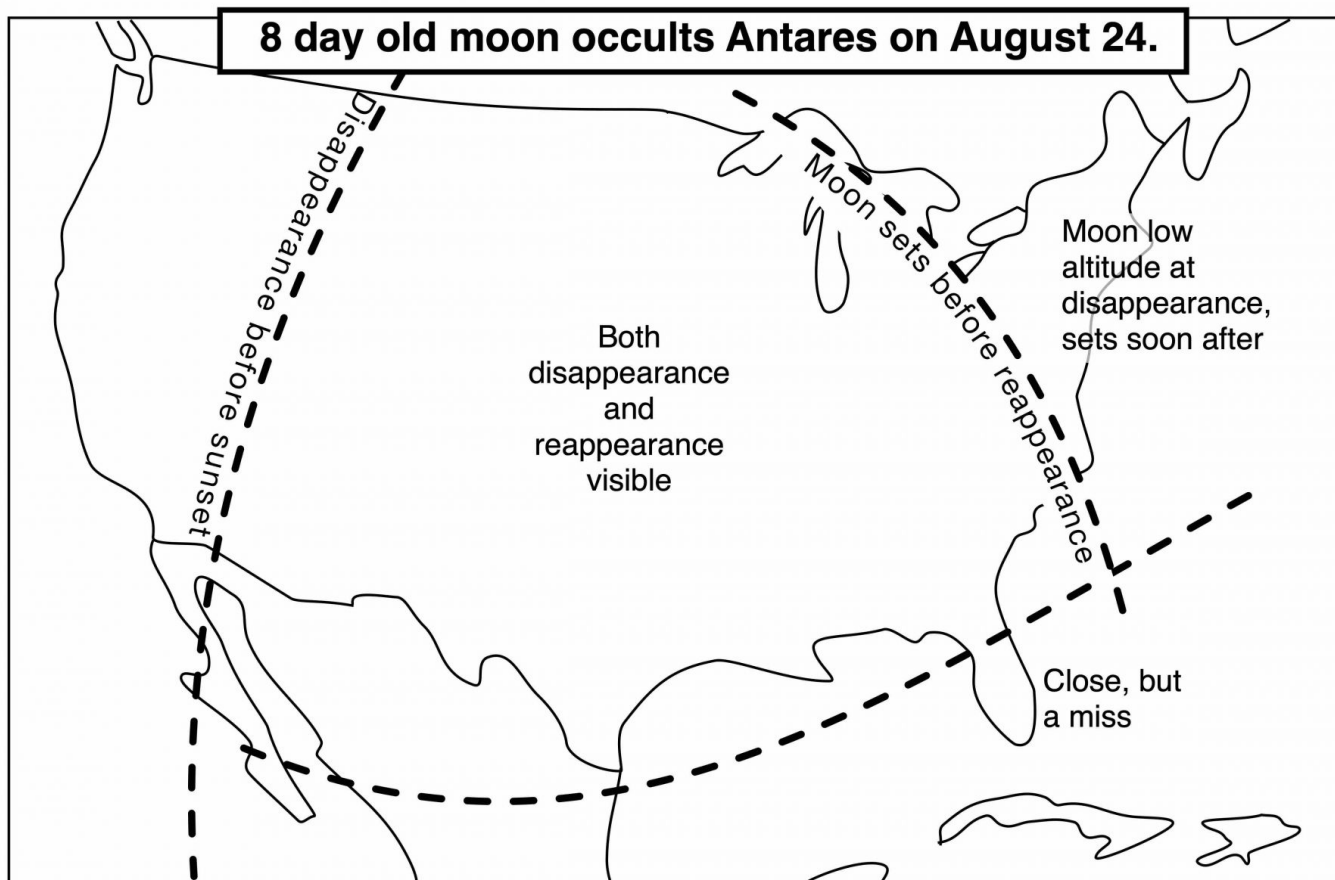 8 day old moon occults Antares on August 24.
Disappearance before sunset
Moon sets before reappearance
Moon low
altitude at
disappearance,
sets soon after
Both
disappearance
and
reappearance
visible
Close, but
a miss